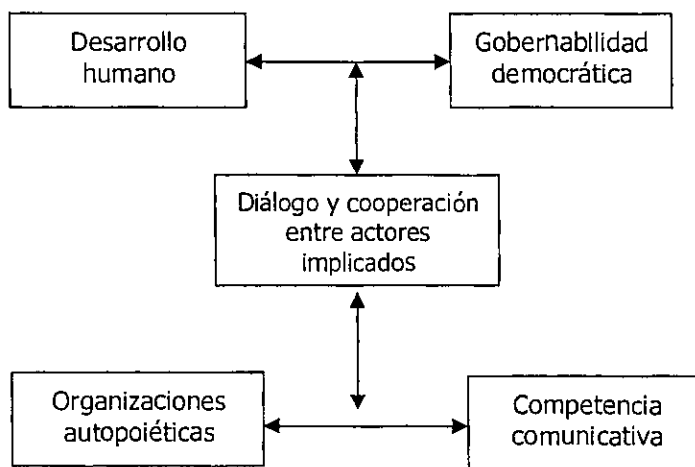 Desarrollo
humano
Gobernabilidad
democrática
Diálogo y cooperación
entre actores
implicados
Organizaciones
autopoiéticas
Competencia
comunicativa